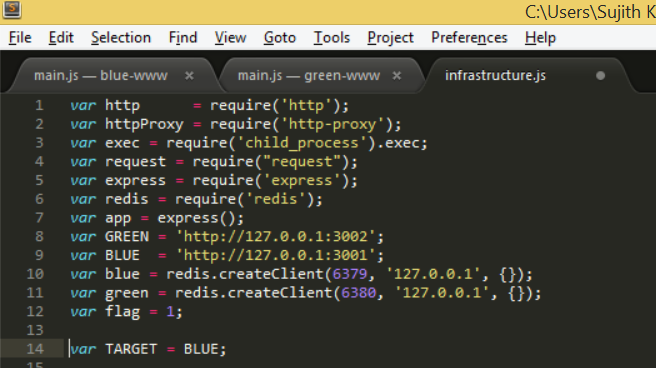 C:\Users\Sujith K
File Edit Selection Find View Goto Tools Project Preferences Help
main.js — blue-www × main.js — green-www × infrastructure.js
1 var http      = require('http');
2 var httpProxy = require('http-proxy');
3 var exec = require('child_process').exec;
4 var request = require("request");
5 var express = require('express');
6 var redis = require('redis');
7 var app = express();
8 var GREEN = 'http://127.0.0.1:3002';
9 var BLUE  = 'http://127.0.0.1:3001';
10 var blue = redis.createClient(6379, '127.0.0.1', {});
11 var green = redis.createClient(6380, '127.0.0.1', {});
12 var flag = 1;
13
14 var TARGET = BLUE;
15